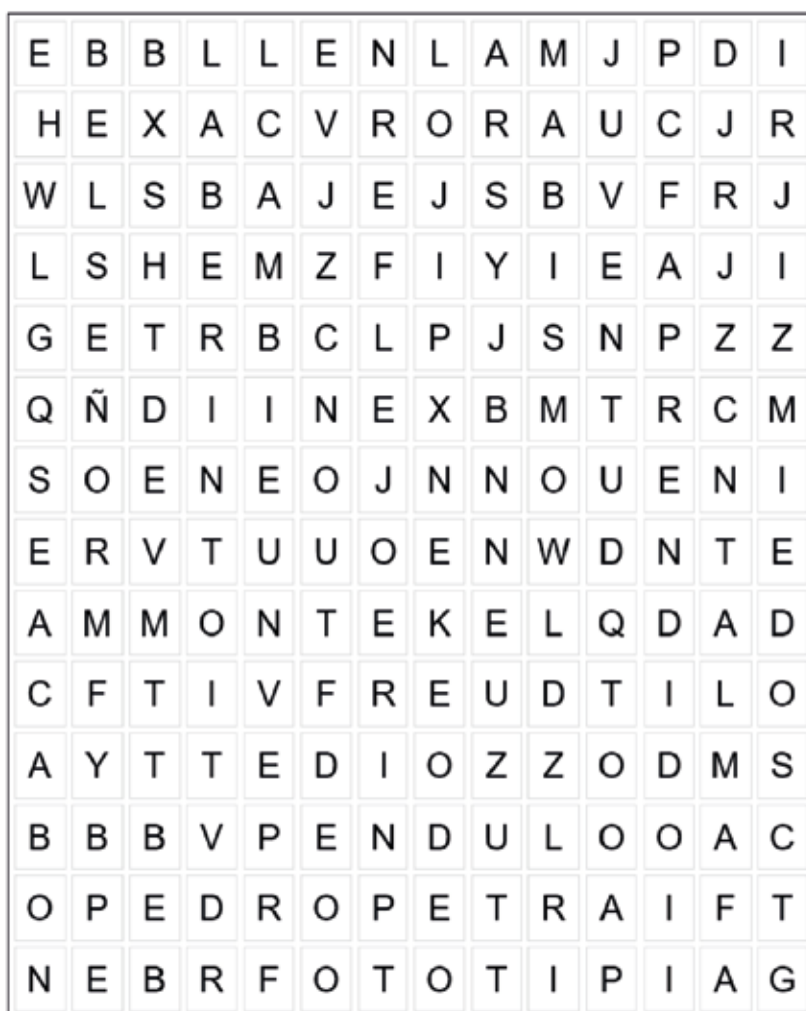 E B B L L E N L A M J P D I
H E X A C V R O R A U C J R
W L S B A J E J S B V F R J
L S H E M Z F I Y I E A J I
G E T R B C L P J S N P Z Z
Q Ñ D I I N E X B M T R C M
S O E N E O J N N O U E N I
E R V T U U O E N W D N T E
A M M O N T E K E L Q D A D
C F T I V F R E U D T I L O
A Y T T E D I O Z Z O D M S
B B B V P E N D U L O O A C
O P E D R O P E T R A I F T
N E B R F O T O T I P I A G